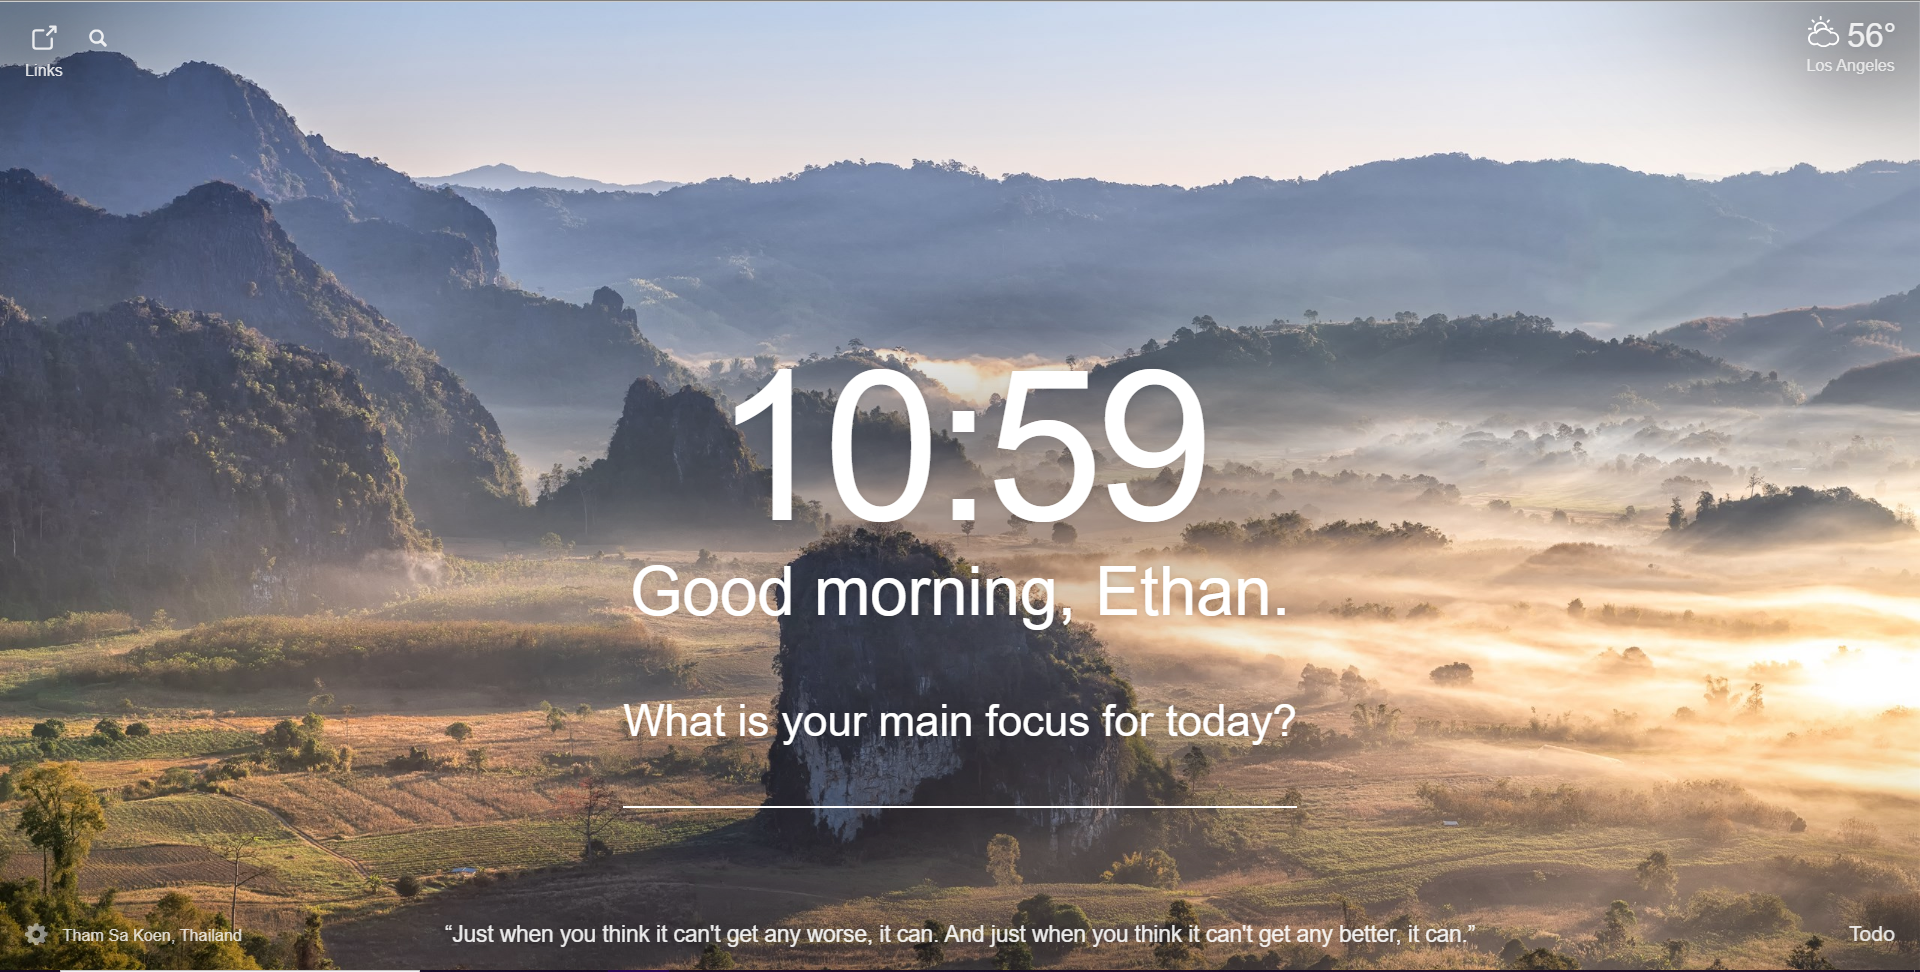 Links
56°
Los Angeles
10:59
Good morning, Ethan.
What is your main focus for today?
Tham Sa Koen, Thailand
“Just when you think it can't get any worse, it can. And just when you think it can't get any better, it can.”
Todo